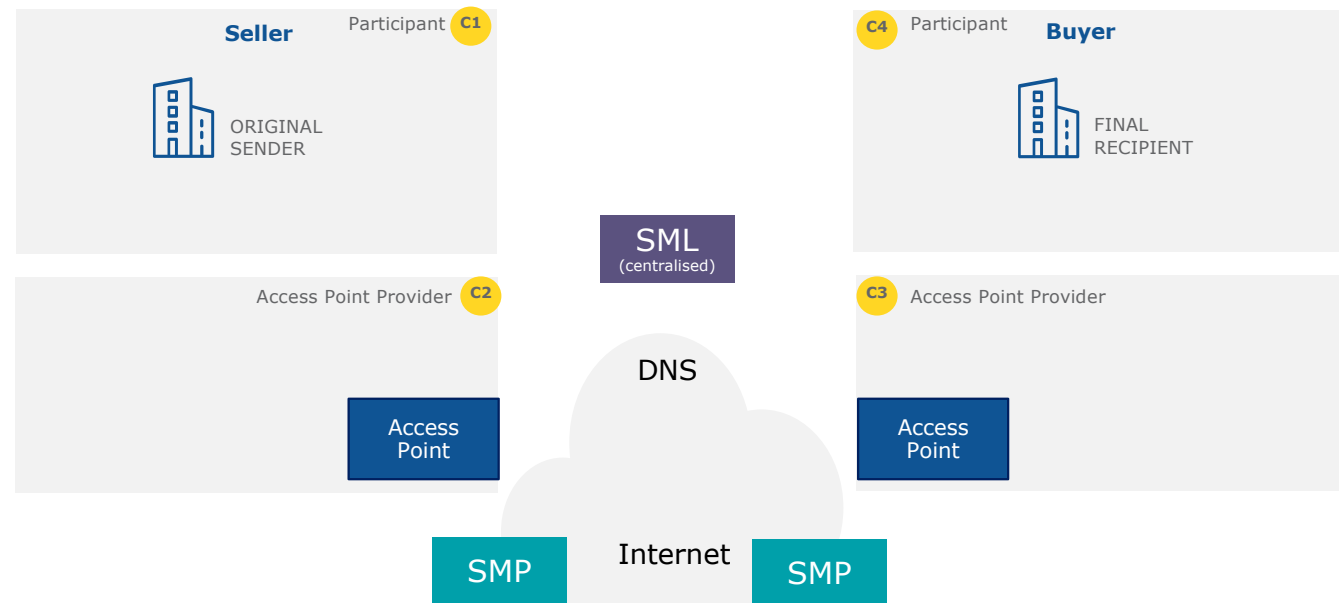 Seller
Participant
C1
ORIGINAL
SENDER
C4
Participant
Buyer
FINAL
RECIPIENT
SML
(centralised)
Access Point Provider
C2
C3
Access Point Provider
DNS
Access
Point
Access
Point
SMP
Internet
SMP